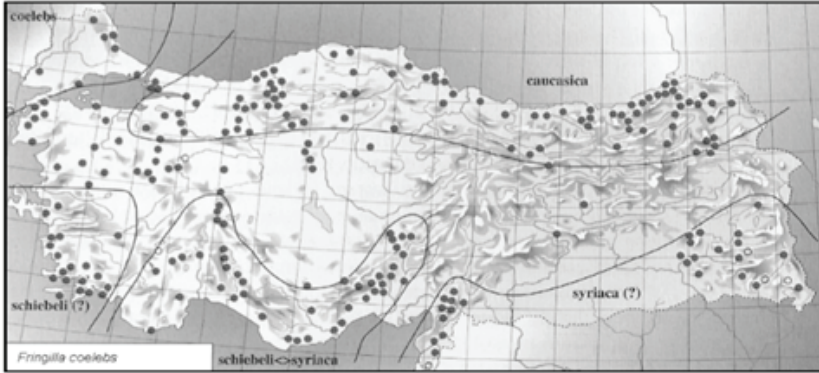 coelebs
caucasica
schiebeli (?)
syriaca (?)
schiebeli<>syriaca
Fringilla coelebs